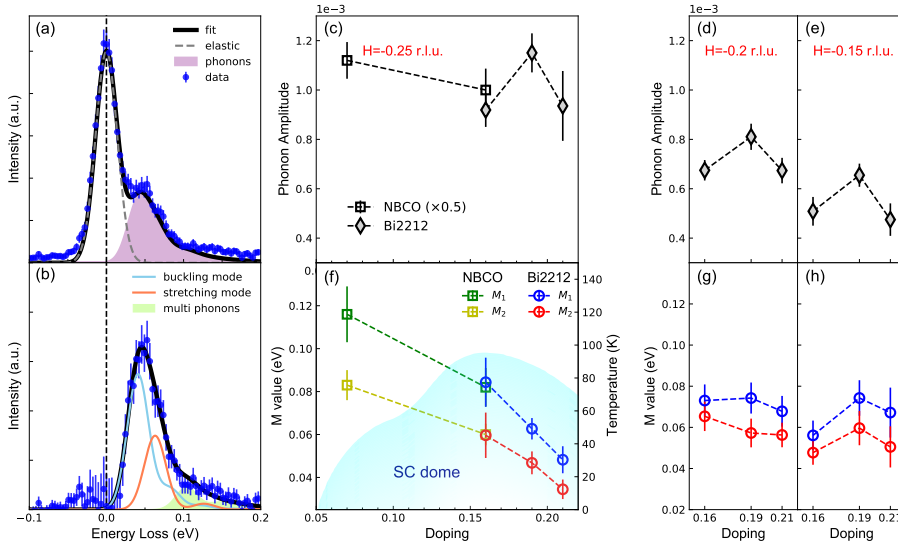 (a)
fit
elastic
phonons
data
Intensity (a.u.)
(b)
buckling mode
stretching mode
multi phonons
Intensity (a.u.)
−0.1 0.0 0.1 0.2
Energy Loss (eV)
1e−3
(c)
H=-0.25 r.l.u.
1.2
1.0
0.8
0.6
0.4
Phonon Amplitude
NBCO (×0.5)
Bi2212
(f)
NBCO Bi2212
M₁ M₁
M₂ M₂
0.12
0.10
0.08
0.06
0.04
M value (eV)
140
120
100
80
60
40
20
0
Temperature (K)
SC dome
0.05 0.10 0.15 0.20
Doping
1e−3
(d)
H=-0.2 r.l.u.
1.2
1.0
0.8
0.6
0.4
Phonon Amplitude
(e)
H=-0.15 r.l.u.
(g)
0.12
0.10
0.08
0.06
0.04
0.02
M value (eV)
0.16 0.19 0.21
Doping
(h)
0.16 0.19 0.21
Doping